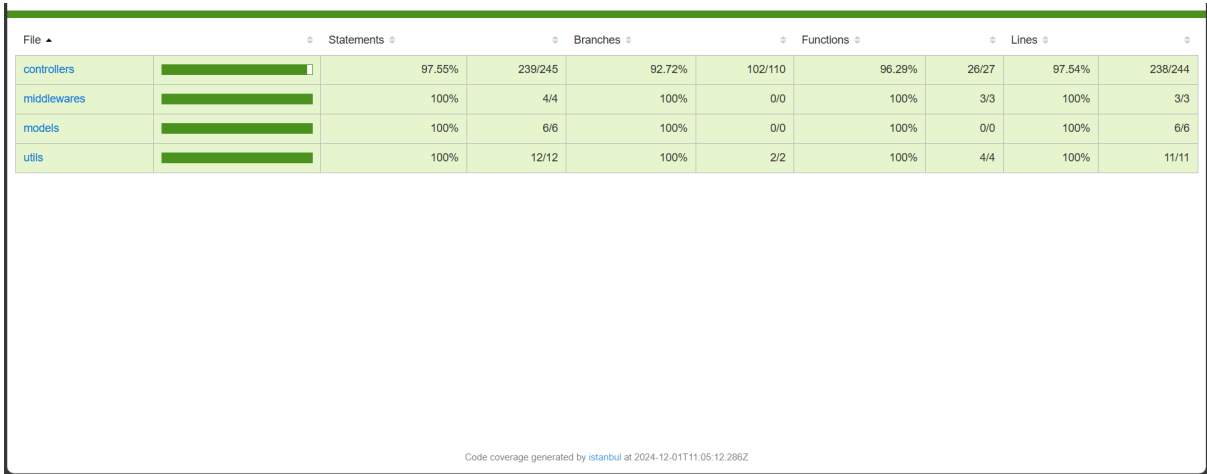 File Statements Branches Functions Lines
controllers 97.55% 239/245 92.72% 102/110 96.29% 26/27 97.54% 238/244
middlewares 100% 4/4 100% 0/0 100% 3/3 100% 3/3
models 100% 6/6 100% 0/0 100% 0/0 100% 6/6
utils 100% 12/12 100% 2/2 100% 4/4 100% 11/11
Code coverage generated by istanbul at 2024-12-01T11:05:12.286Z